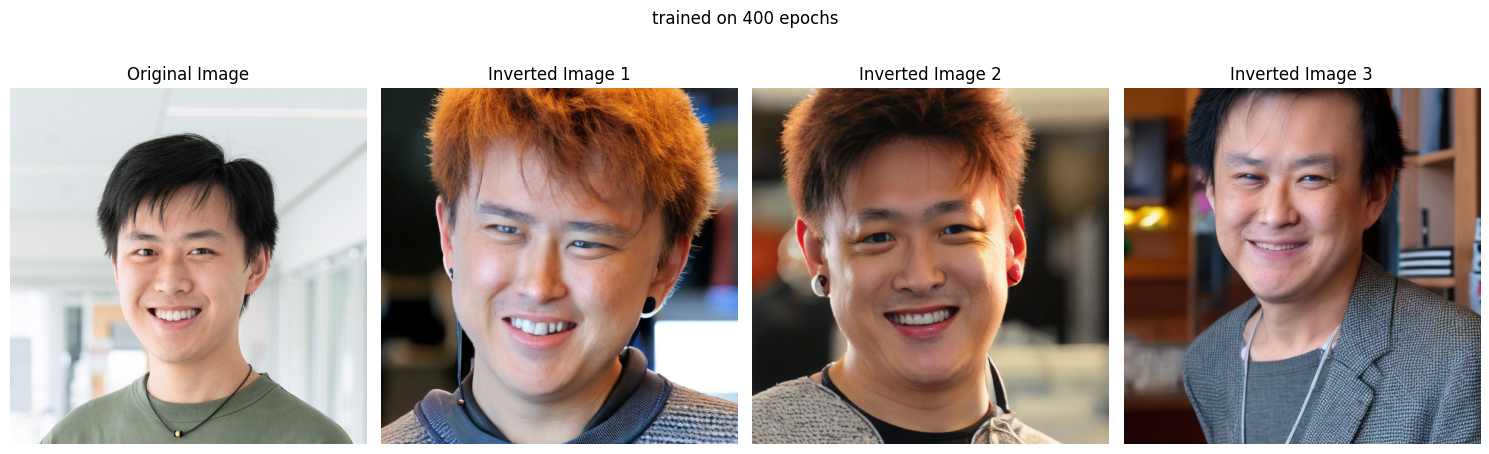 trained on 400 epochs
Original Image
Inverted Image 1
Inverted Image 2
Inverted Image 3